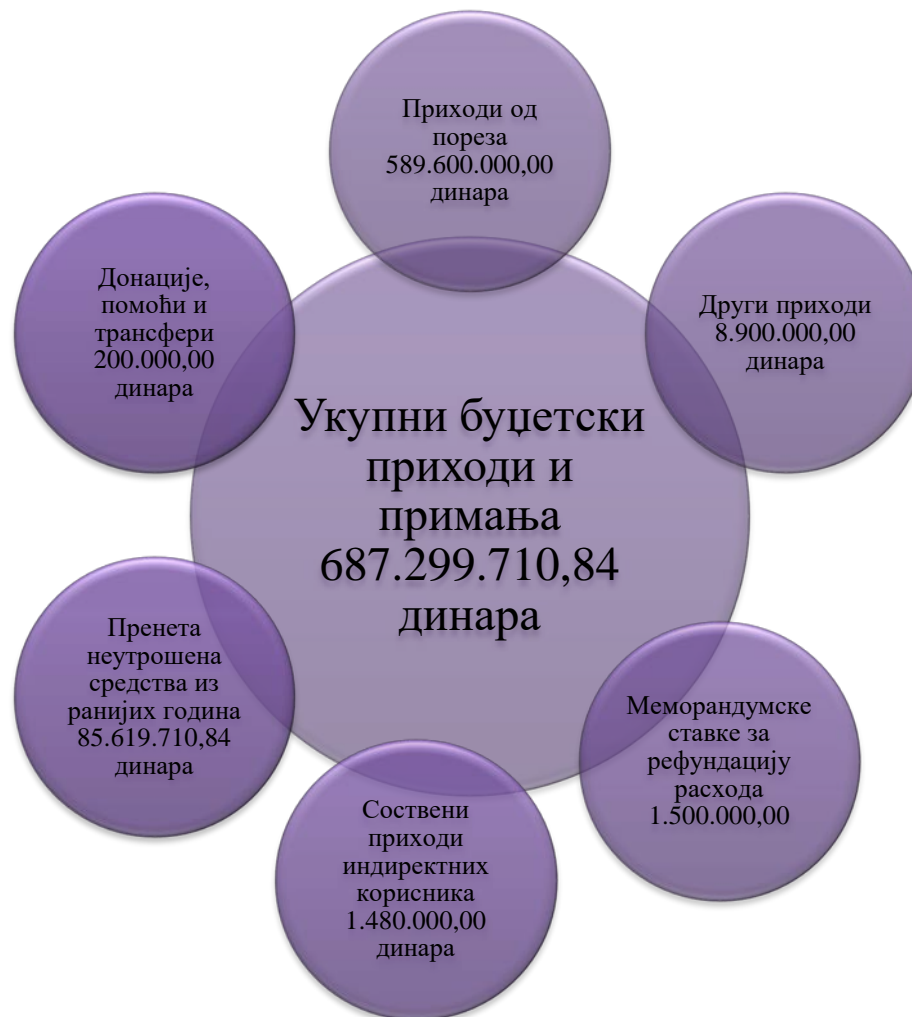 Приходи од
пореза
589.600.000,00
динара
Други приходи
8.900.000,00
динара
Меморандумске
ставке за
рефундацију
расхода
1.500.000,00
Соствени
приходи
индиректних
корисника
1.480.000,00
динара
Пренета
неутрошена
средства из
ранијих година
85.619.710,84
динара
Донације,
помоћи и
трансфери
200.000,00
динара
Укупни буџетски
приходи и
примања
687.299.710,84
динара